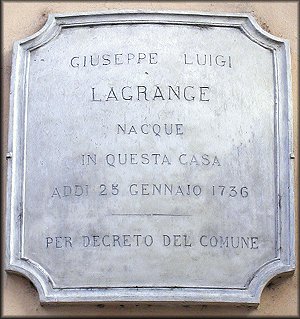 GIUSEPPE LUIGI
LAGRANGE
NACQUE
IN QUESTA CASA
ADDI 25 GENNAIO 1736
PER DECRETO DEL COMUNE